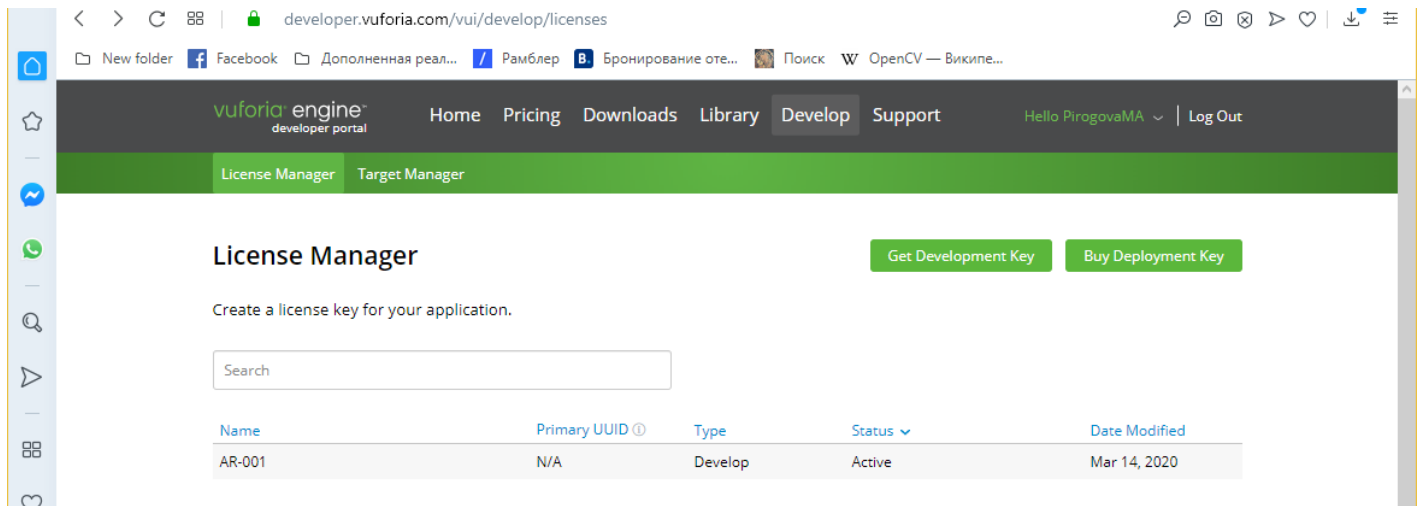 developer.vuforia.com/vui/develop/licenses
New folder Facebook Дополненная реал... Рамблер B. Бронирование оте... Поиск W OpenCV — Википе...
vuforia engine™ developer portal Home Pricing Downloads Library Develop Support Hello PirogovaMA | Log Out
License Manager Target Manager
License Manager Get Development Key Buy Deployment Key
Create a license key for your application.
Search
Name Primary UUID Type Status Date Modified
AR-001 N/A Develop Active Mar 14, 2020